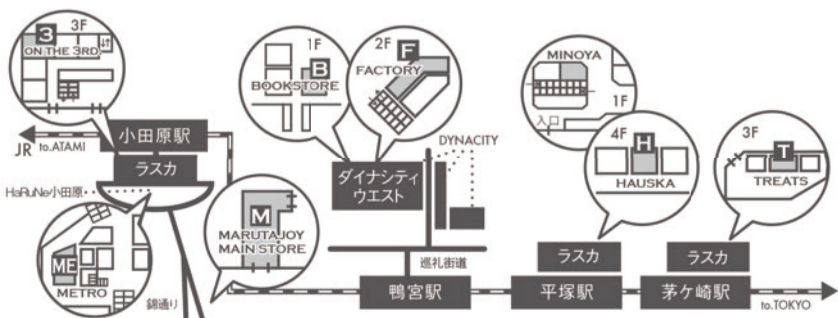 3
3F
ON THE 3RD
JR
to.ATAMI
小田原駅
ラスカ
HaRuNe小田原
ME
METRO
錦通り
M
MARUTAJOY
MAIN STORE
1F
B
BOOKSTORE
2F
F
FACTORY
DYNACITY
ダイナシティ
ウエスト
巡礼街道
鴨宮駅
MINOYA
1F
入口
4F
H
HAUSKA
ラスカ
平塚駅
3F
T
TREATS
ラスカ
茅ケ崎駅
to.TOKYO